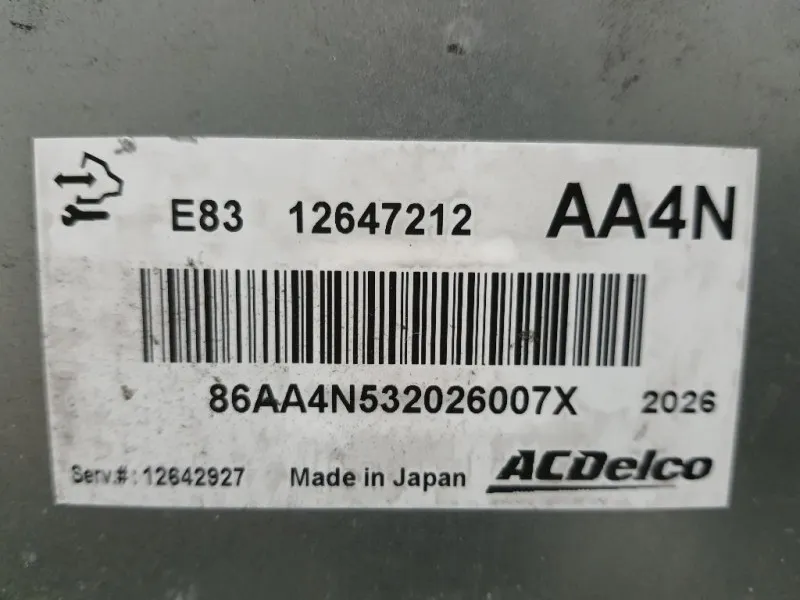 E83 12647212 AA4N
86AA4N532026007X 2026
Serv.#: 12642927 Made in Japan ACDelco